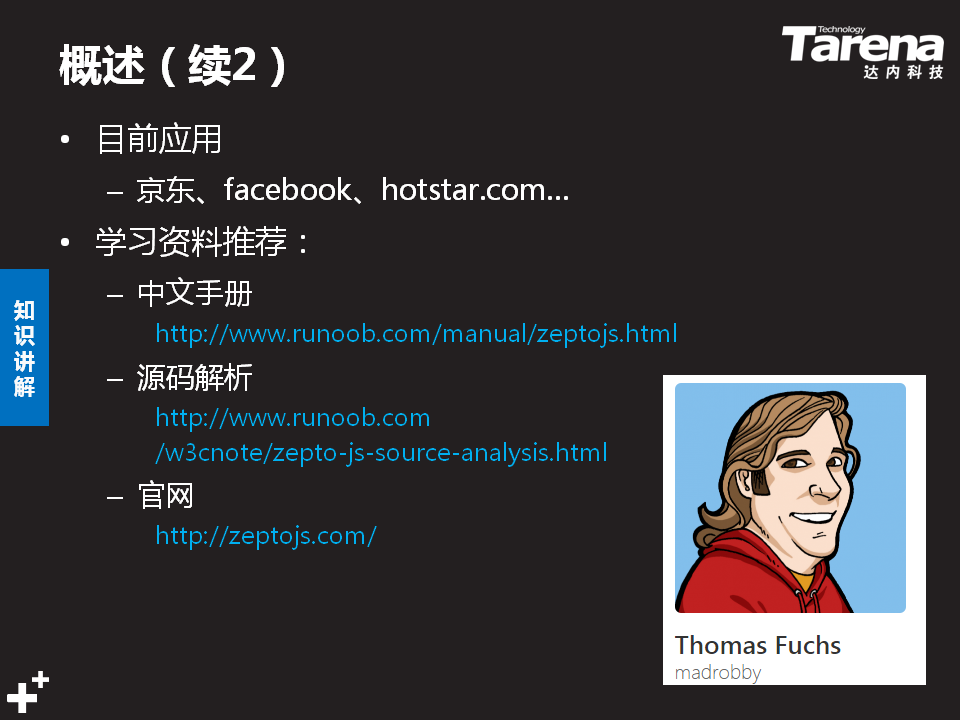 概述（续2）
Technology
Tarena
达内科技
• 目前应用
– 京东、facebook、hotstar.com…
• 学习资料推荐：
– 中文手册
http://www.runoob.com/manual/zeptojs.html
– 源码解析
http://www.runoob.com
/w3cnote/zepto-js-source-analysis.html
– 官网
http://zeptojs.com/
知识讲解
Thomas Fuchs
madrobby